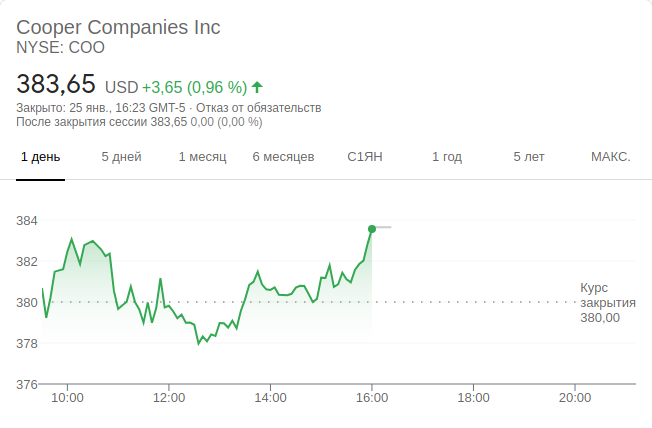 Cooper Companies Inc
NYSE: COO
383,65 USD +3,65 (0,96 %)
Закрыто: 25 янв., 16:23 GMT-5 · Отказ от обязательств
После закрытия сессии 383,65 0,00 (0,00 %)
1 день 5 дней 1 месяц 6 месяцев С1ЯН 1 год 5 лет МАКС.
384
382
380
378
376
Курс
закрытия
380,00
10:00 12:00 14:00 16:00 18:00 20:00